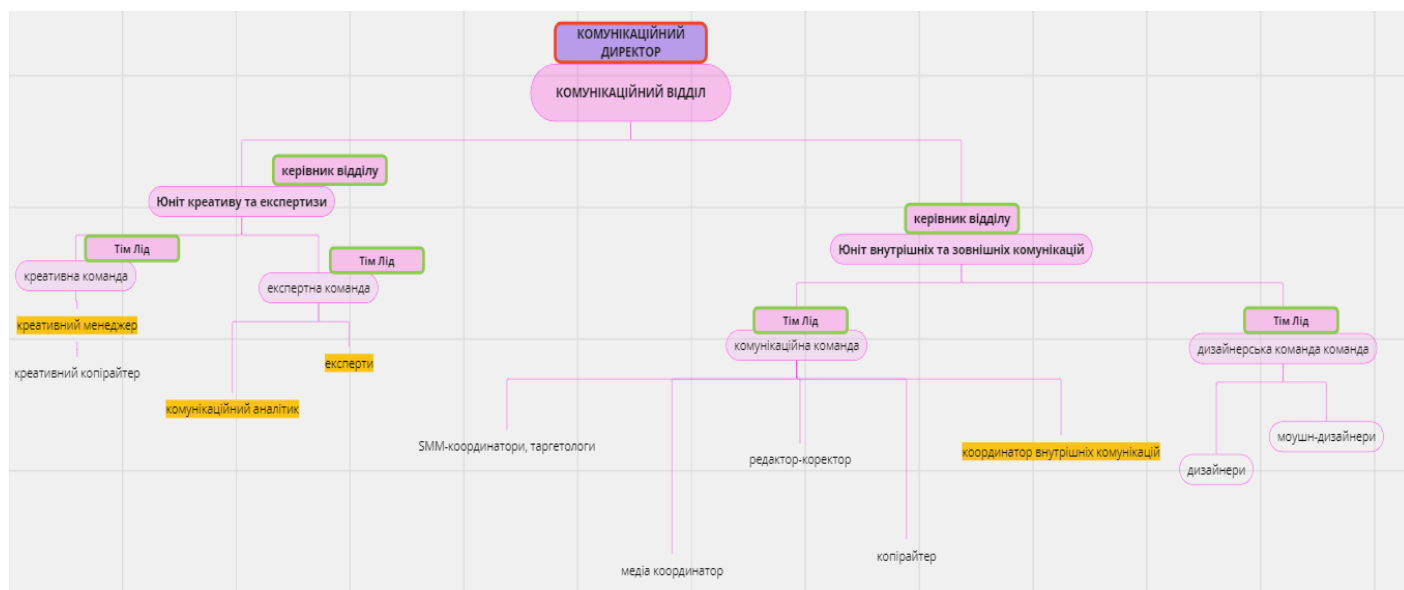 КОМУНІКАЦІЙНИЙ
ДИРЕКТОР
КОМУНІКАЦІЙНИЙ ВІДДІЛ
керівник відділу
Юніт креативу та експертизи
керівник відділу
Юніт внутрішніх та зовнішніх комунікацій
Тім Лід
креативна команда
Тім Лід
експертна команда
креативний менеджер
креативний копірайтер
експерти
комунікаційний аналітик
Тім Лід
комунікаційна команда
Тім Лід
дизайнерська команда команда
SMM-координатори, таргетологи
редактор-коректор
координатор внутрішніх комунікацій
моушн-дизайнери
дизайнери
медіа координатор
копірайтер